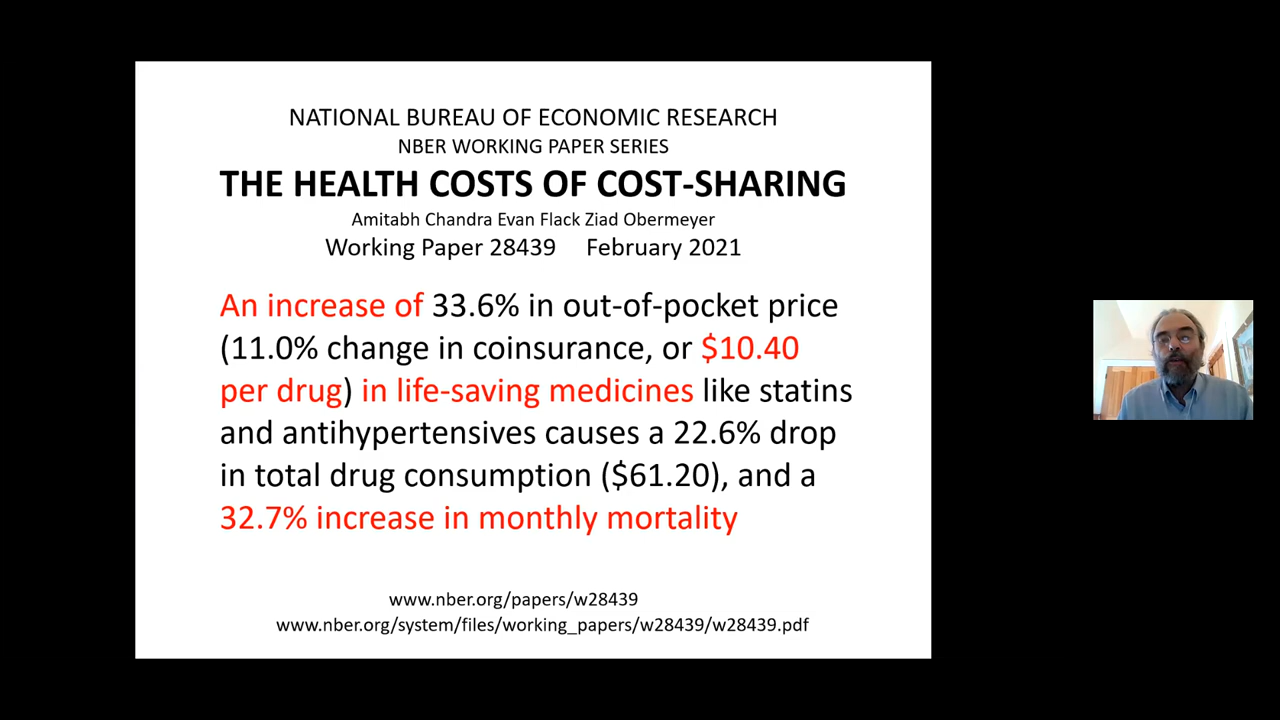 NATIONAL BUREAU OF ECONOMIC RESEARCH
NBER WORKING PAPER SERIES
THE HEALTH COSTS OF COST-SHARING
Amitabh Chandra Evan Flack Ziad Obermeyer
Working Paper 28439 February 2021
An increase of 33.6% in out-of-pocket price
(11.0% change in coinsurance, or $10.40
per drug) in life-saving medicines like statins
and antihypertensives causes a 22.6% drop
in total drug consumption ($61.20), and a
32.7% increase in monthly mortality
www.nber.org/papers/w28439
www.nber.org/system/files/working_papers/w28439/w28439.pdf